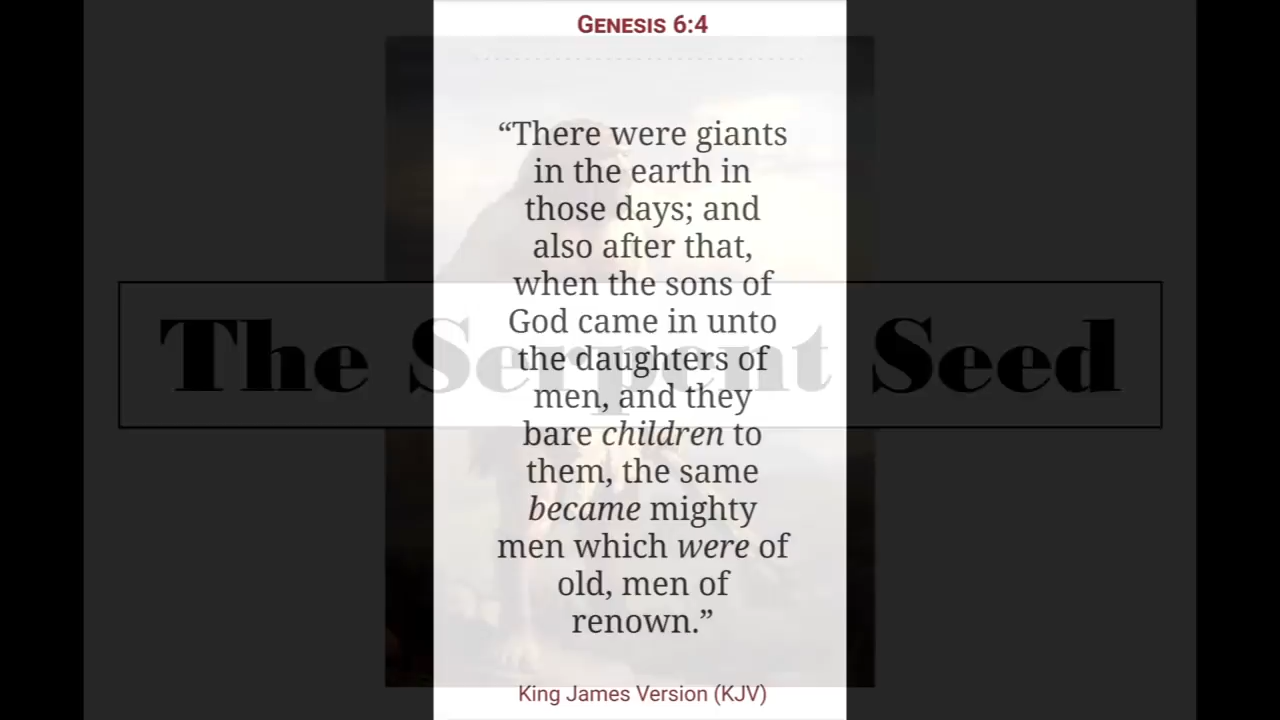 Genesis 6:4
“There were giants
in the earth in
those days; and
also after that,
when the sons of
God came in unto
the daughters of
men, and they
bare children to
them, the same
became mighty
men which were of
old, men of
renown.”
King James Version (KJV)
The Serpent Seed